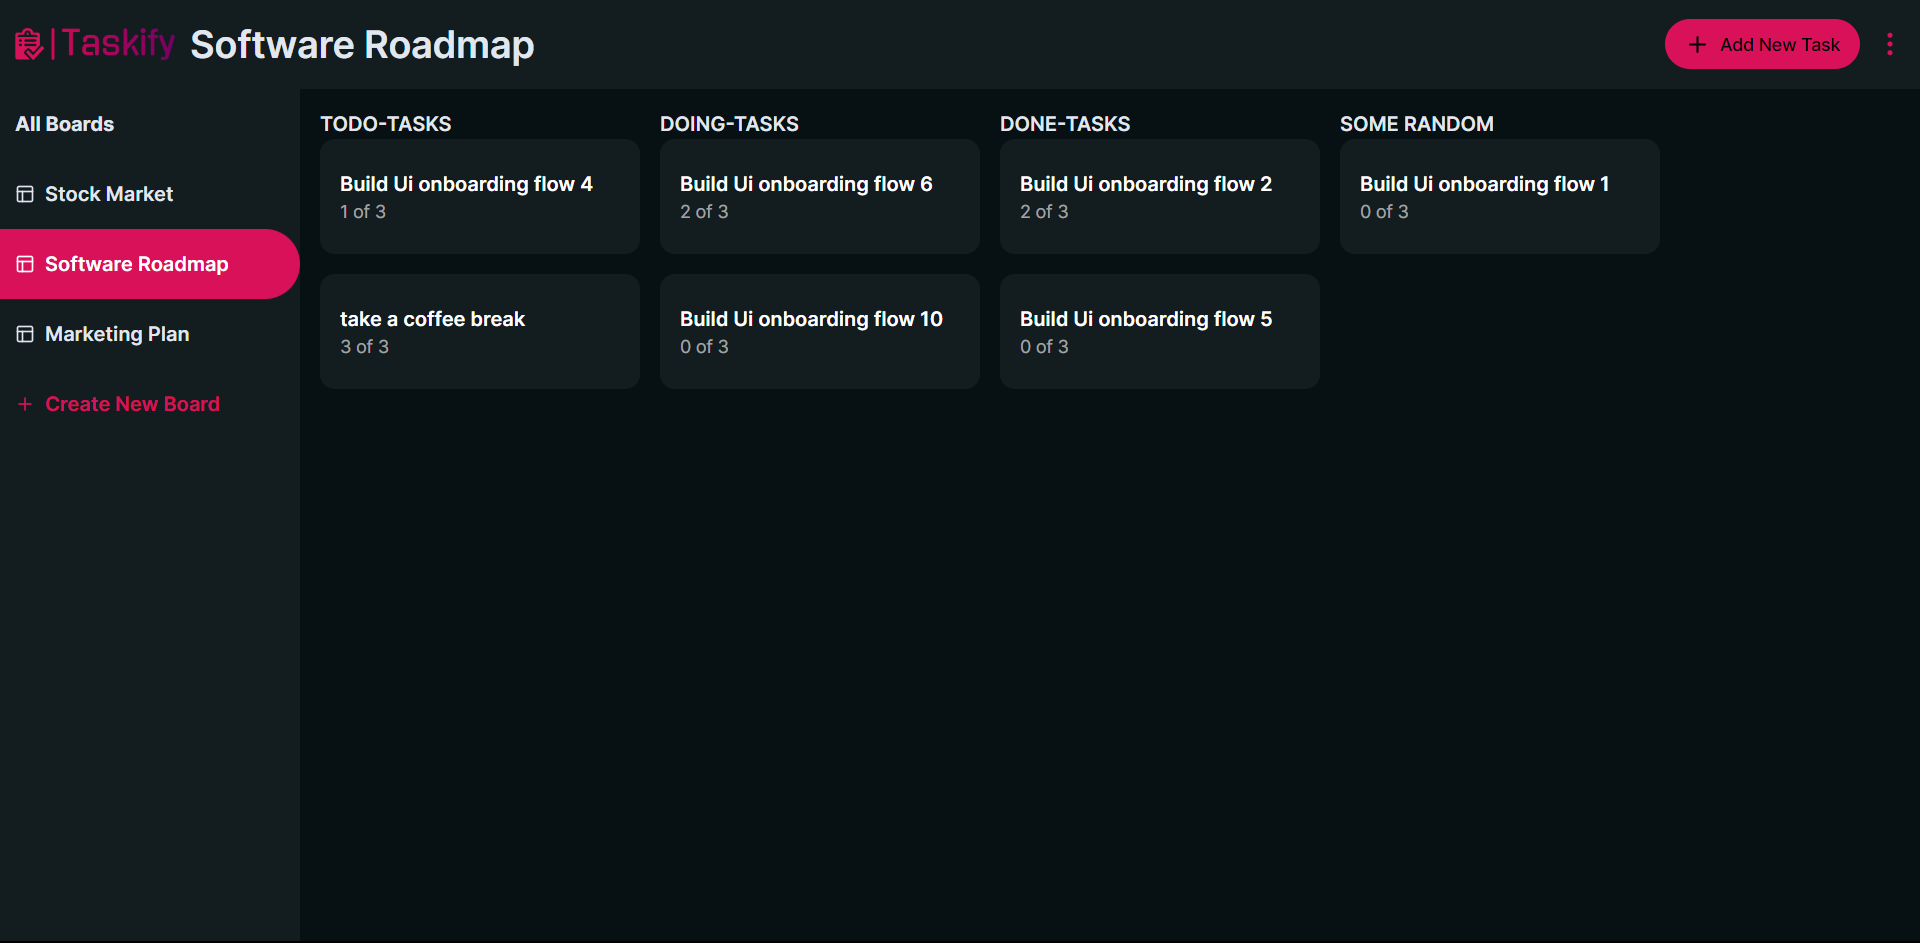 Taskify
Software Roadmap
Add New Task
All Boards
Stock Market
Software Roadmap
Marketing Plan
Create New Board
TODO-TASKS
Build Ui onboarding flow 4
1 of 3
take a coffee break
3 of 3
DOING-TASKS
Build Ui onboarding flow 6
2 of 3
Build Ui onboarding flow 10
0 of 3
DONE-TASKS
Build Ui onboarding flow 2
2 of 3
Build Ui onboarding flow 5
0 of 3
SOME RANDOM
Build Ui onboarding flow 1
0 of 3